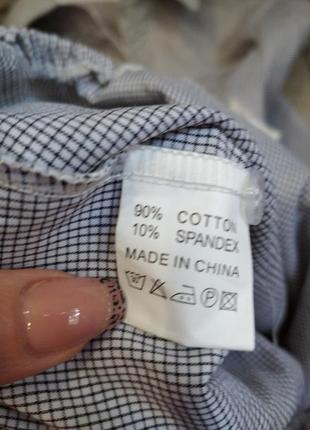 90% COTTON
10% SPANDEX
MADE IN CHINA
P